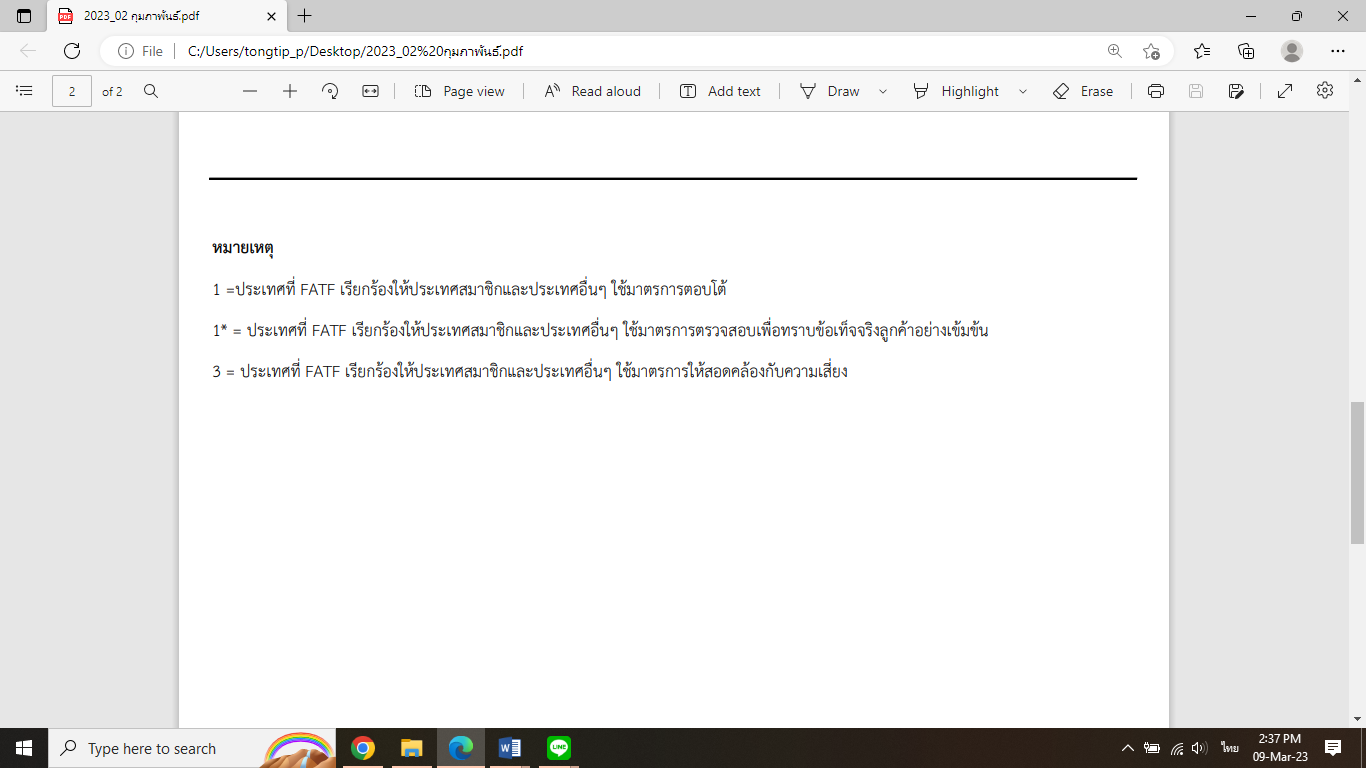 2023_02 กุมภาพันธ์.pdf
File
C:/Users/tongtip_p/Desktop/2023_02%20กุมภาพันธ์.pdf
2 of 2
Page view
Read aloud
Add text
Draw
Highlight
Erase
หมายเหตุ
1 =ประเทศที่ FATF เรียกร้องให้ประเทศสมาชิกและประเทศอื่นๆ ใช้มาตรการตอบโต้
1* = ประเทศที่ FATF เรียกร้องให้ประเทศสมาชิกและประเทศอื่นๆ ใช้มาตรการตรวจสอบเพื่อทราบข้อเท็จจริงลูกค้าอย่างเข้มข้น
3 = ประเทศที่ FATF เรียกร้องให้ประเทศสมาชิกและประเทศอื่นๆ ใช้มาตรการให้สอดคล้องกับความเสี่ยง
Type here to search
ไทย
2:37 PM
09-Mar-23